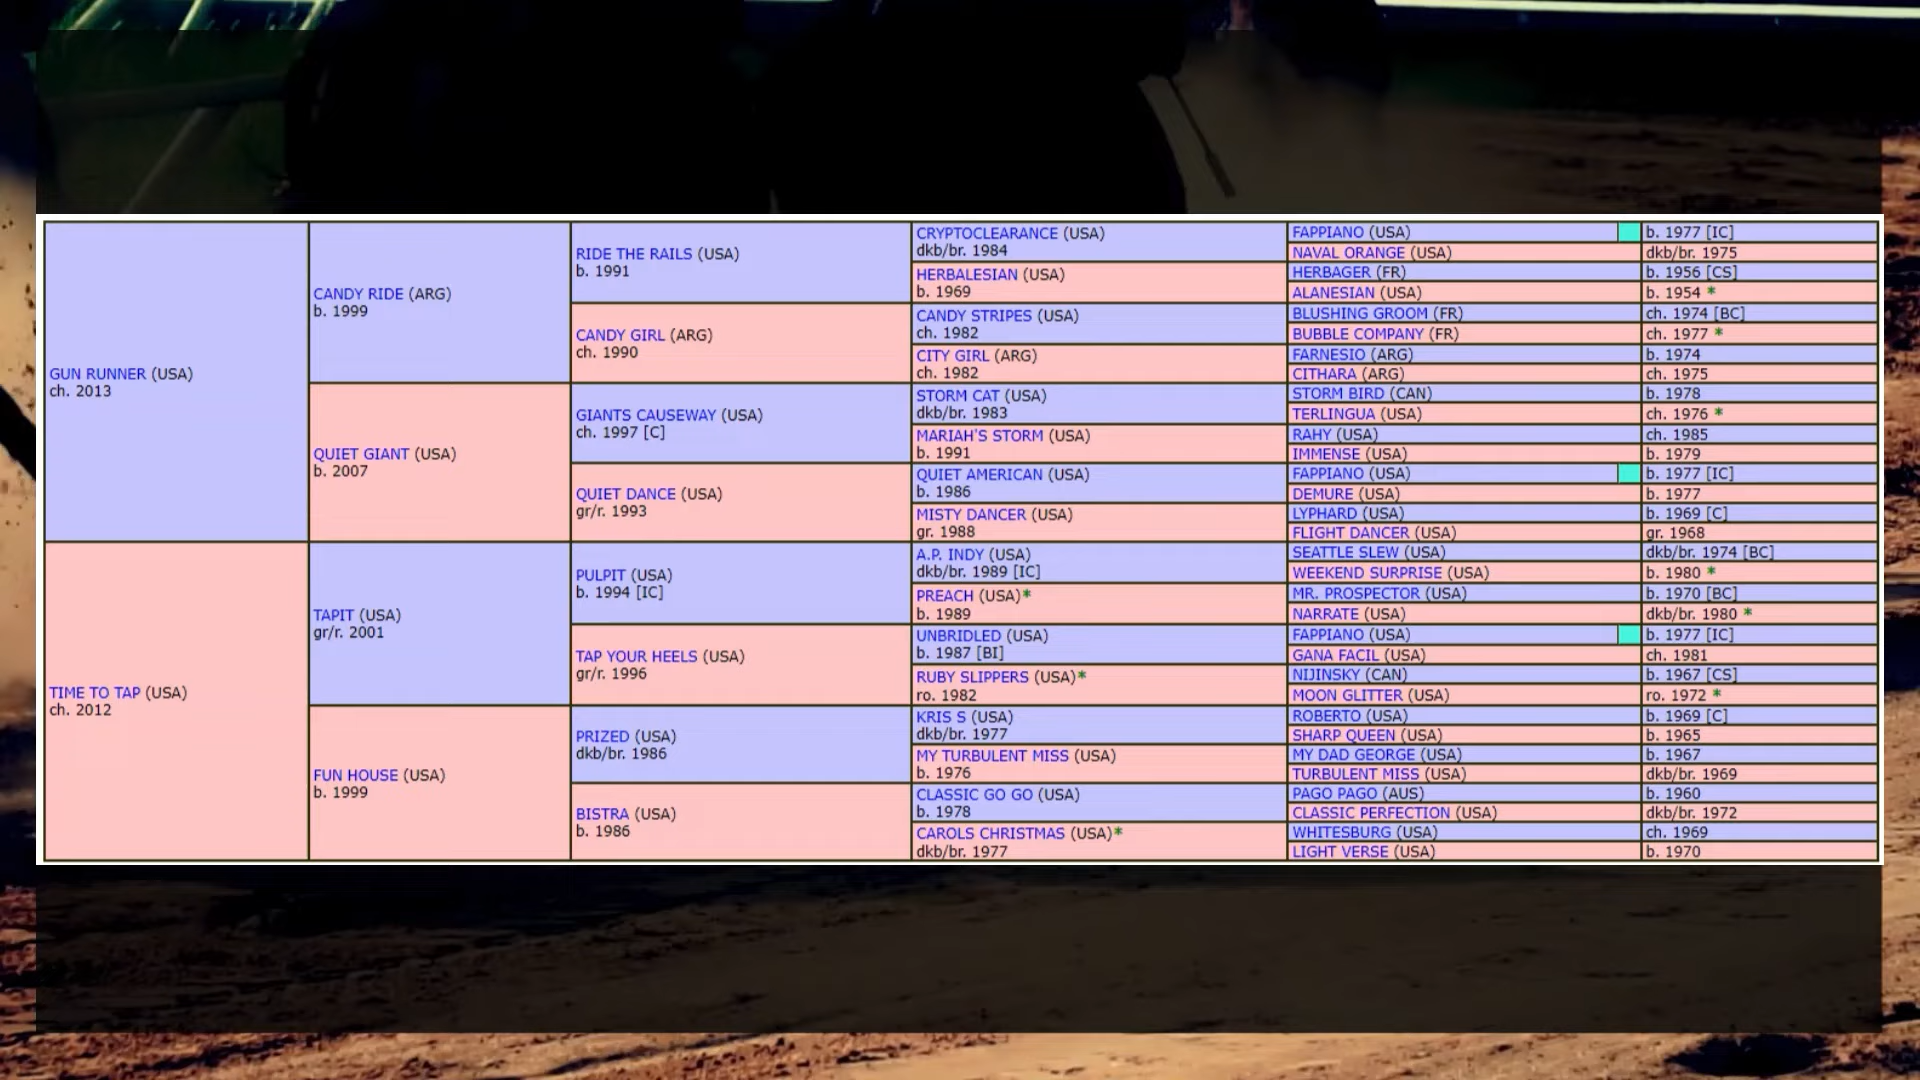 GUN RUNNER (USA)
ch. 2013
TIME TO TAP (USA)
ch. 2012
CANDY RIDE (ARG)
b. 1999
QUIET GIANT (USA)
b. 2007
TAPIT (USA)
gr/r. 2001
FUN HOUSE (USA)
b. 1999
RIDE THE RAILS (USA)
b. 1991
CANDY GIRL (ARG)
ch. 1990
GIANTS CAUSEWAY (USA)
ch. 1997 [C]
QUIET DANCE (USA)
gr/r. 1993
PULPIT (USA)
b. 1994 [IC]
TAP YOUR HEELS (USA)
gr/r. 1996
PRIZED (USA)
dkb/br. 1986
BISTRA (USA)
b. 1986
CRYPTOCLEARANCE (USA)
dkb/br. 1984
HERBALESIAN (USA)
b. 1969
CANDY STRIPES (USA)
ch. 1982
CITY GIRL (ARG)
ch. 1982
STORM CAT (USA)
dkb/br. 1983
MARIAH'S STORM (USA)
b. 1991
QUIET AMERICAN (USA)
b. 1986
MISTY DANCER (USA)
gr. 1988
A.P. INDY (USA)
dkb/br. 1989 [IC]
PREACH (USA)*
b. 1989
UNBRIDLED (USA)
b. 1987 [BI]
RUBY SLIPPERS (USA)*
ro. 1982
KRIS S (USA)
dkb/br. 1977
MY TURBULENT MISS (USA)
b. 1976
CLASSIC GO GO (USA)
b. 1978
CAROLS CHRISTMAS (USA)*
dkb/br. 1977
FAPPIANO (USA) b. 1977 [IC]
NAVAL ORANGE (USA) dkb/br. 1975
HERBAGER (FR) b. 1956 [CS]
ALANESIAN (USA) b. 1954 *
BLUSHING GROOM (FR) ch. 1974 [BC]
BUBBLE COMPANY (FR) ch. 1977 *
FARNESIO (ARG) b. 1974
CITHARA (ARG) ch. 1975
STORM BIRD (CAN) b. 1978
TERLINGUA (USA) ch. 1976 *
RAHY (USA) ch. 1985
IMMENSE (USA) b. 1979
FAPPIANO (USA) b. 1977 [IC]
DEMURE (USA) b. 1977
LYPHARD (USA) b. 1969 [C]
FLIGHT DANCER (USA) gr. 1968
SEATTLE SLEW (USA) dkb/br. 1974 [BC]
WEEKEND SURPRISE (USA) b. 1980 *
MR. PROSPECTOR (USA) b. 1970 [BC]
NARRATE (USA) dkb/br. 1980 *
FAPPIANO (USA) b. 1977 [IC]
GANA FACIL (USA) ch. 1981
NIJINSKY (CAN) b. 1967 [CS]
MOON GLITTER (USA) ro. 1972 *
ROBERTO (USA) b. 1969 [C]
SHARP QUEEN (USA) b. 1965
MY DAD GEORGE (USA) b. 1967
TURBULENT MISS (USA) dkb/br. 1969
PAGO PAGO (AUS) b. 1960
CLASSIC PERFECTION (USA) dkb/br. 1972
WHITESBURG (USA) ch. 1969
LIGHT VERSE (USA) b. 1970